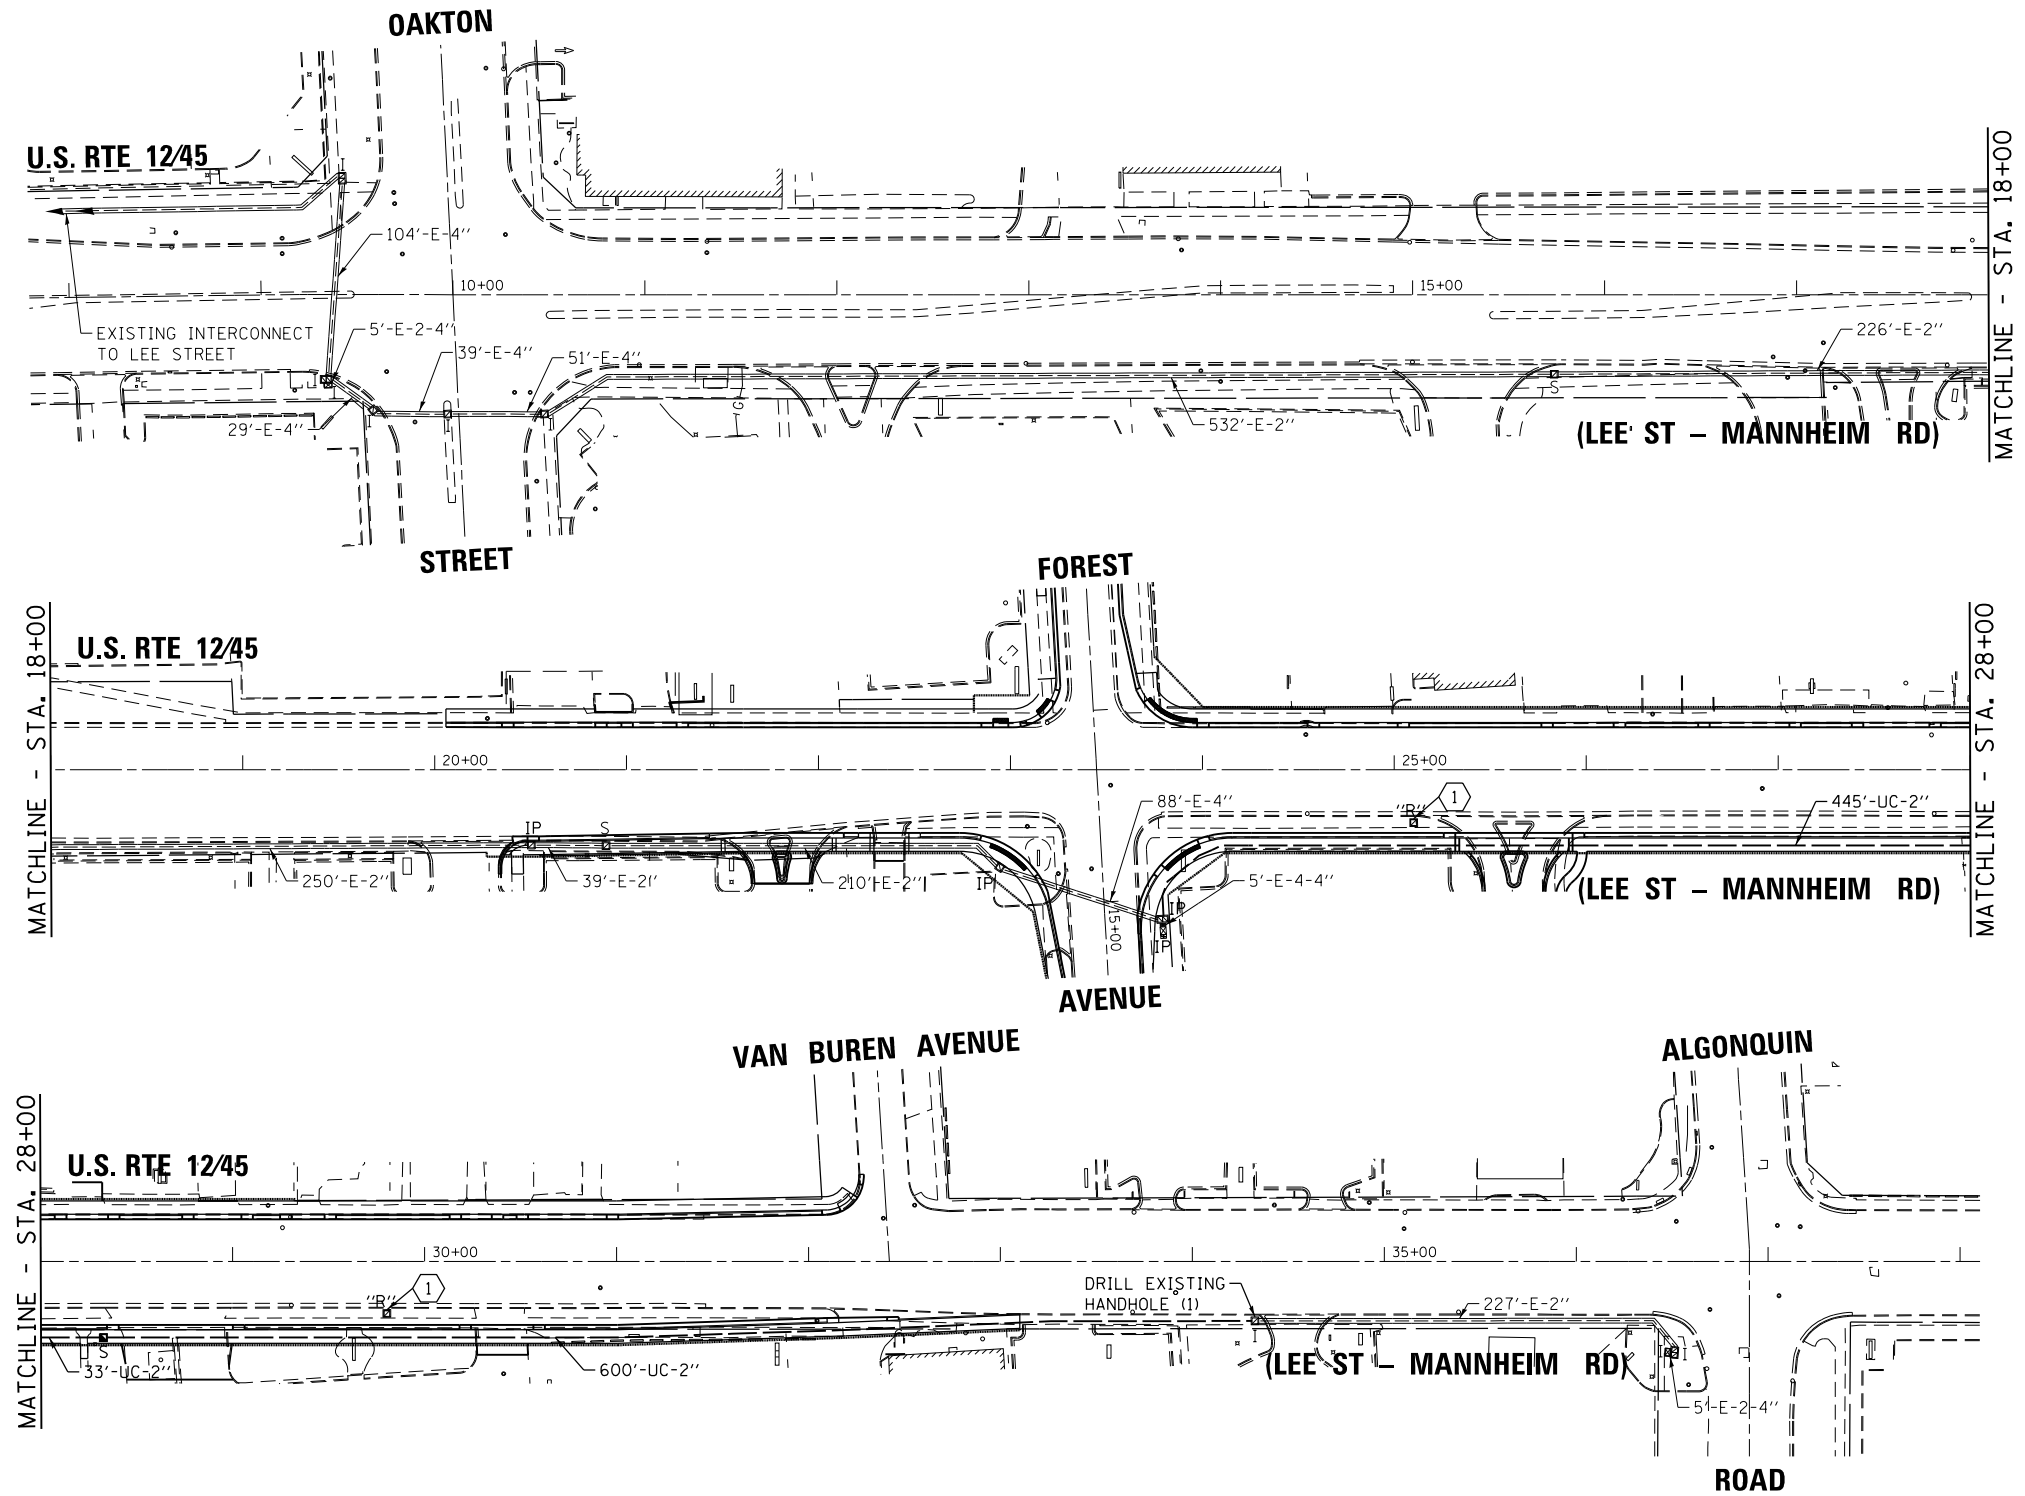 OAKTON
U.S. RTE 12/45
I
104'-E-4''
10+00
15+00
MATCHLINE - STA. 18+00
EXISTING INTERCONNECT
TO LEE STREET
5'-E-2-4''
39'-E-4''
51'-E-4''
226'-E-2''
I
29'-E-4''
I
I
I
G
S
532'-E-2''
(LEE ST – MANNHEIM RD)
STREET
FOREST
MATCHLINE - STA. 18+00
U.S. RTE 12/45
20+00
25+00
MATCHLINE - STA. 28+00
IP
S
88'-E-4''
"R"
1
445'-UC-2''
250'-E-2''
39'-E-2'
210'-E-2''
IP
5'-E-4-4''
(LEE ST – MANNHEIM RD)
IP
15+00
IP
AVENUE
VAN BUREN AVENUE
ALGONQUIN
MATCHLINE - STA. 28+00
U.S. RTE 12/45
30+00
35+00
"R"
1
DRILL EXISTING
HANDHOLE (1)
227'-E-2''
S
33'-UC-2''
600'-UC-2''
I
(LEE ST – MANNHEIM RD)
I
I
5'-E-2-4''
ROAD